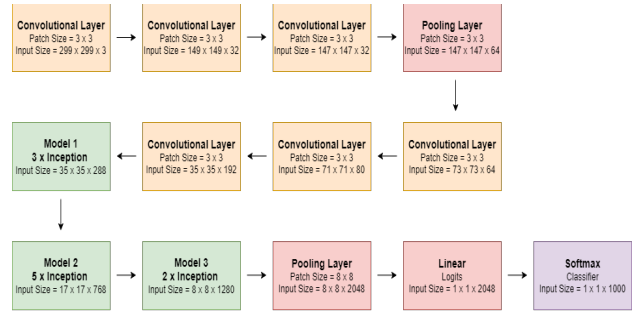 Convolutional Layer
Patch Size = 3 x 3
Input Size = 299 x 299 x 3
Convolutional Layer
Patch Size = 3 x 3
Input Size = 149 x 149 x 32
Convolutional Layer
Patch Size = 3 x 3
Input Size = 147 x 147 x 32
Pooling Layer
Patch Size = 3 x 3
Input Size = 147 x 147 x 64
Convolutional Layer
Patch Size = 3 x 3
Input Size = 73 x 73 x 64
Convolutional Layer
Patch Size = 3 x 3
Input Size = 71 x 71 x 80
Convolutional Layer
Patch Size = 3 x 3
Input Size = 35 x 35 x 192
Model 1
3 x Inception
Input Size = 35 x 35 x 288
Model 2
5 x Inception
Input Size = 17 x 17 x 768
Model 3
2 x Inception
Input Size = 8 x 8 x 1280
Pooling Layer
Patch Size = 8 x 8
Input Size = 8 x 8 x 2048
Linear
Logits
Input Size = 1 x 1 x 2048
Softmax
Classifier
Input Size = 1 x 1 x 1000